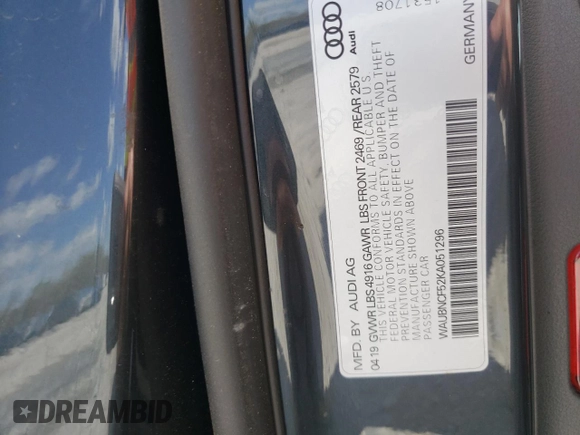 Audi
GERMANY
MFD. BY AUDI AG
04.19 GVWR LBS 4916 GAWR LBS FRONT 2469 /REAR 2579
THIS VEHICLE CONFORMS TO ALL APPLICABLE U S
FEDERAL MOTOR VEHICLE SAFETY, BUMPER AND THEFT
PREVENTION STANDARDS IN EFFECT ON THE DATE OF
MANUFACTURE SHOWN ABOVE
PASSENGER CAR
WAUBNCF52KA051296
DREAMBID